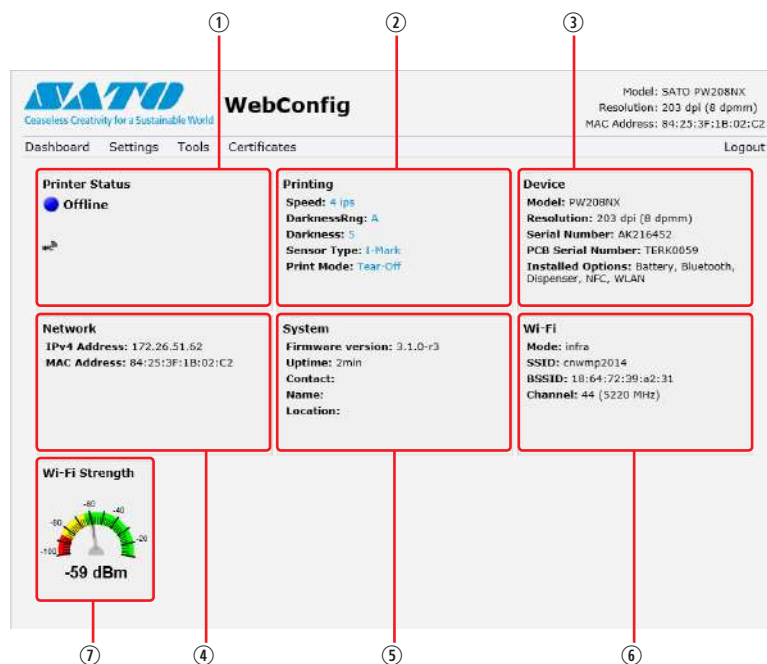 ① ② ③
SATO
Ceaseless Creativity for a Sustainable World
WebConfig
Model: SATO PW208NX
Resolution: 203 dpi (8 dpmm)
MAC Address: 84:25:3F:1B:02:C2
Dashboard Settings Tools Certificates Logout
Printer Status
Offline
Printing
Speed: 4 ips
DarknessRng: A
Darkness: 5
Sensor Type: I-Mark
Print Mode: Tear-Off
Device
Model: PW208NX
Resolution: 203 dpi (8 dpmm)
Serial Number: AK216452
PCB Serial Number: TERK0059
Installed Options: Battery, Bluetooth,
Dispenser, NFC, WLAN
Network
IPv4 Address: 172.26.51.62
MAC Address: 84:25:3F:1B:02:C2
System
Firmware version: 3.1.0-r3
Uptime: 2min
Contact:
Name:
Location:
Wi-Fi
Mode: infra
SSID: cnwmp2014
BSSID: 18:64:72:39:a2:31
Channel: 44 (5220 MHz)
Wi-Fi Strength
-100 -80 -60 -40 -20
-59 dBm
⑦ ④ ⑤ ⑥